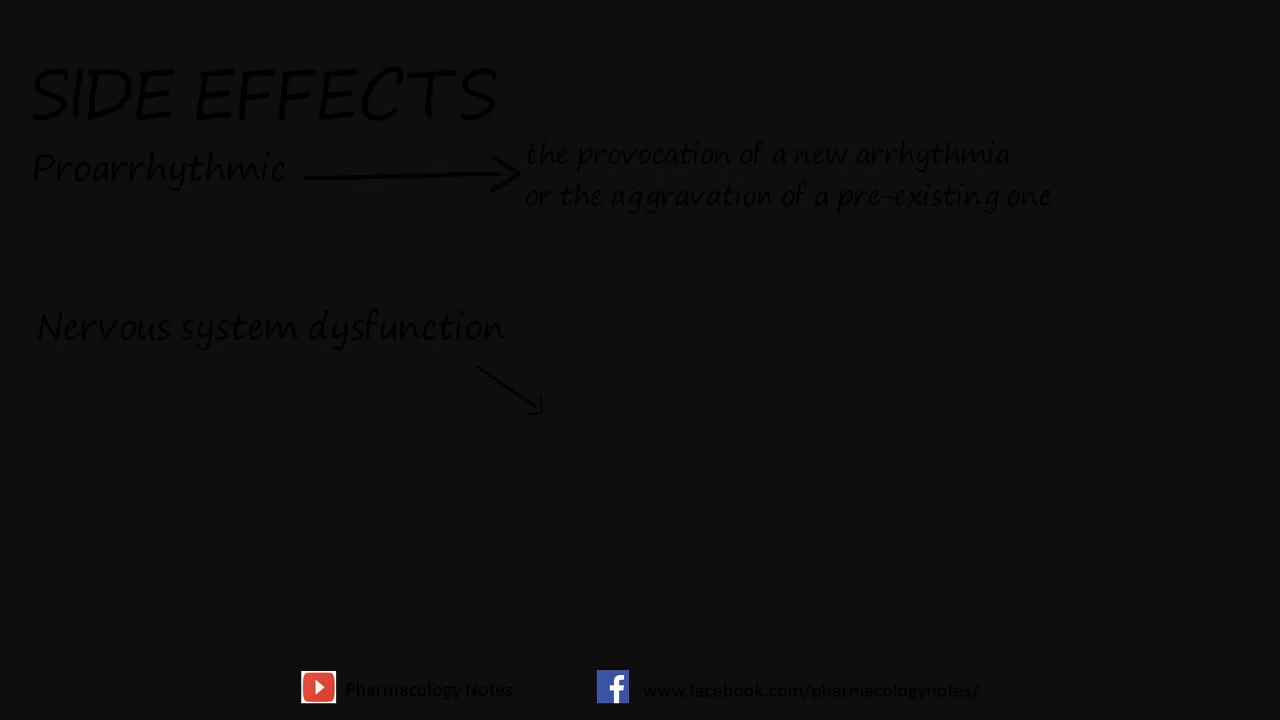 SIDE EFFECTS
Proarrhythmic
the provocation of a new arrhythmia
or the aggravation of a pre-existing one
Nervous system dysfunction
Pharmacology Notes
www.facebook.com/pharmacologynotes/